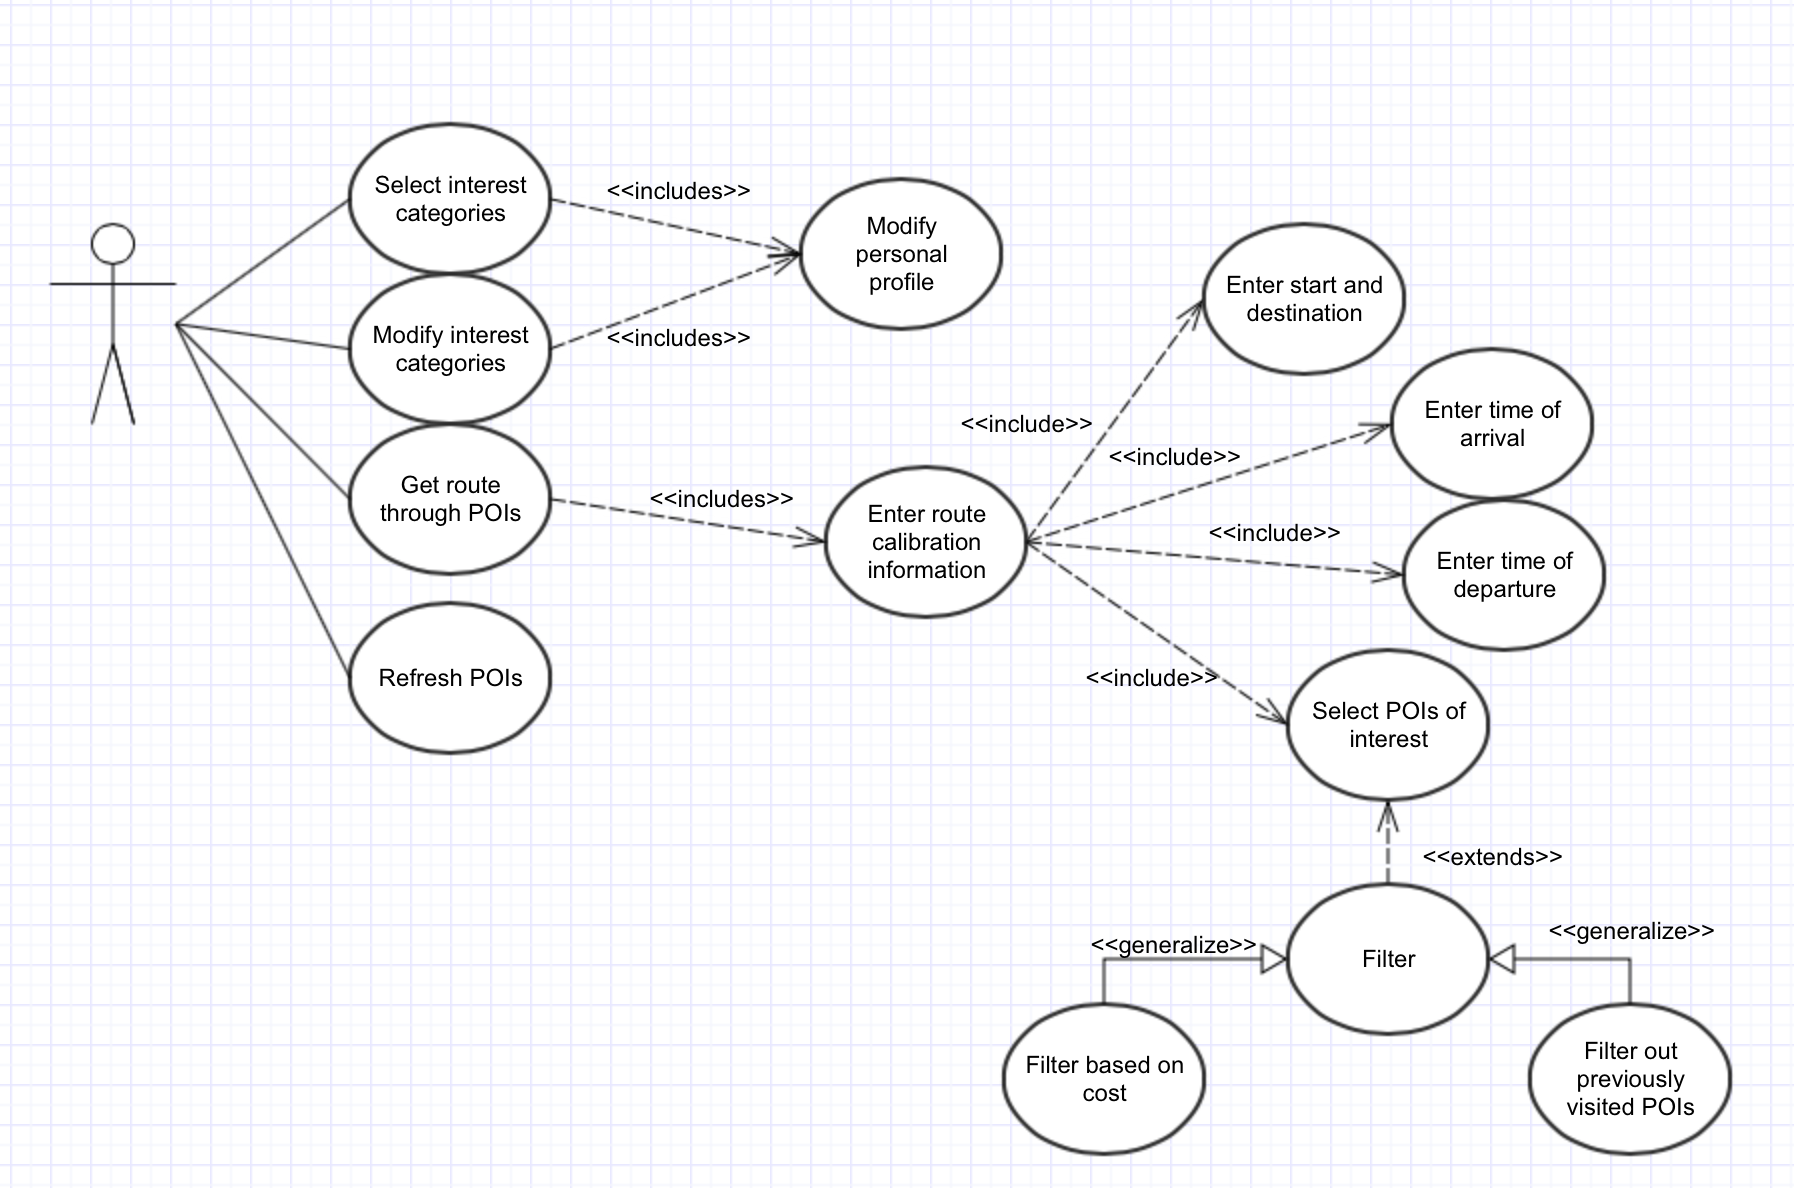 Select interest
categories
<<includes>>
Modify
personal
profile
Modify interest
categories
<<includes>>
Enter start and
destination
Get route
through POIs
<<includes>>
Enter route
calibration
information
<<include>>
<<include>>
<<include>>
<<include>>
Enter time of
arrival
Enter time of
departure
Refresh POIs
Select POIs of
interest
<<extends>>
<<generalize>>
Filter
<<generalize>>
Filter based on
cost
Filter out
previously
visited POIs